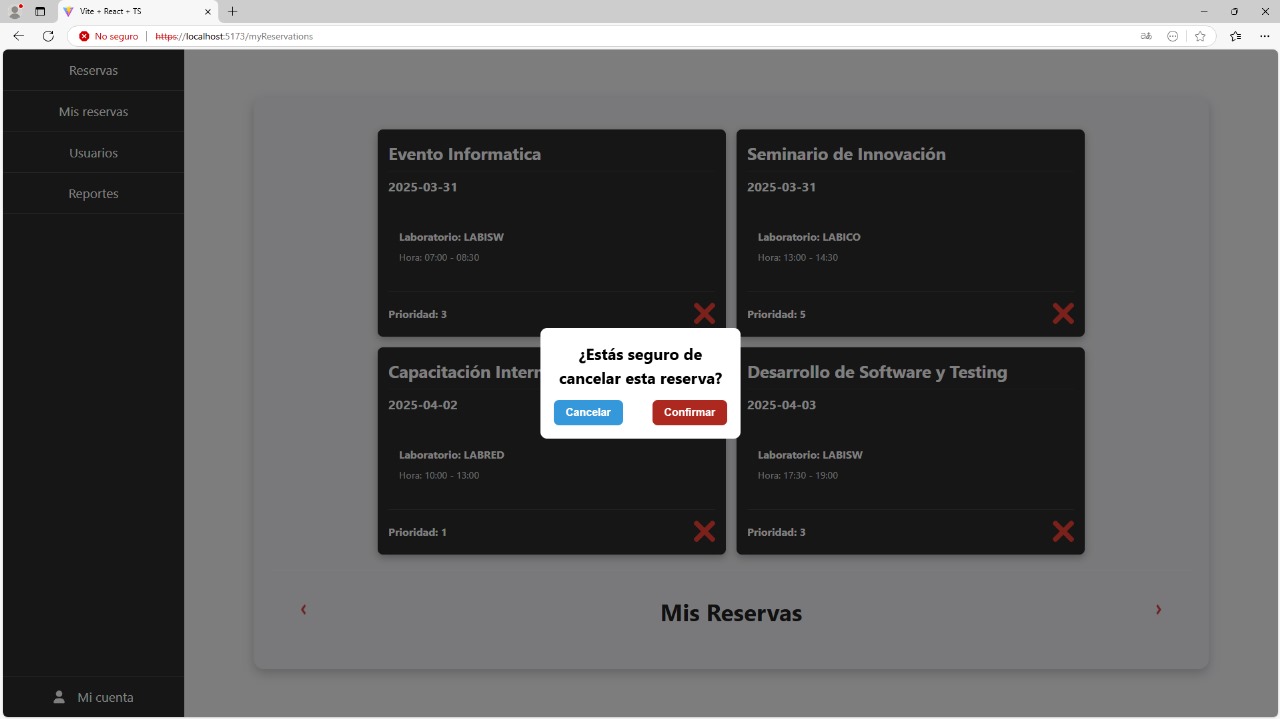 Vite + React + TS
No seguro
https://localhost:5173/myReservations
Reservas
Mis reservas
Usuarios
Reportes
Mi cuenta
Evento Informatica
2025-03-31
Laboratorio: LABISW
Hora: 07:00 - 08:30
Prioridad: 3
Seminario de Innovación
2025-03-31
Laboratorio: LABICO
Hora: 13:00 - 14:30
Prioridad: 5
¿Estás seguro de
cancelar esta reserva?
Cancelar
Confirmar
Capacitación
2025-04-02
Laboratorio: LABRED
Hora: 10:00 - 13:00
Prioridad: 1
Desarrollo de Software y Testing
2025-04-03
Laboratorio: LABISW
Hora: 17:30 - 19:00
Prioridad: 3
Mis Reservas